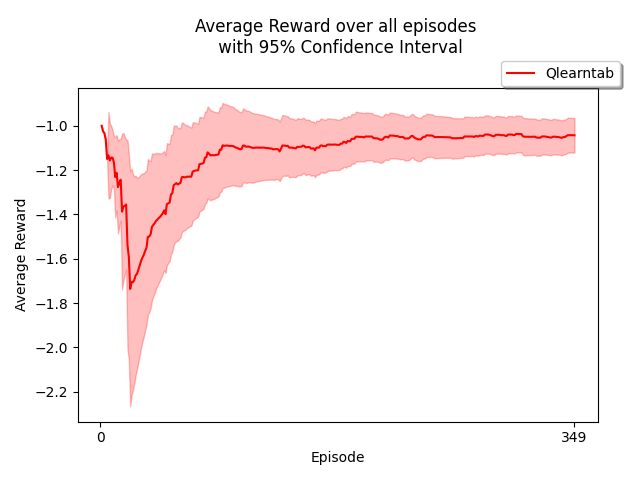 Average Reward over all episodes
with 95% Confidence Interval
Qlearntab
Average Reward
−1.0
−1.2
−1.4
−1.6
−1.8
−2.0
−2.2
0
349
Episode